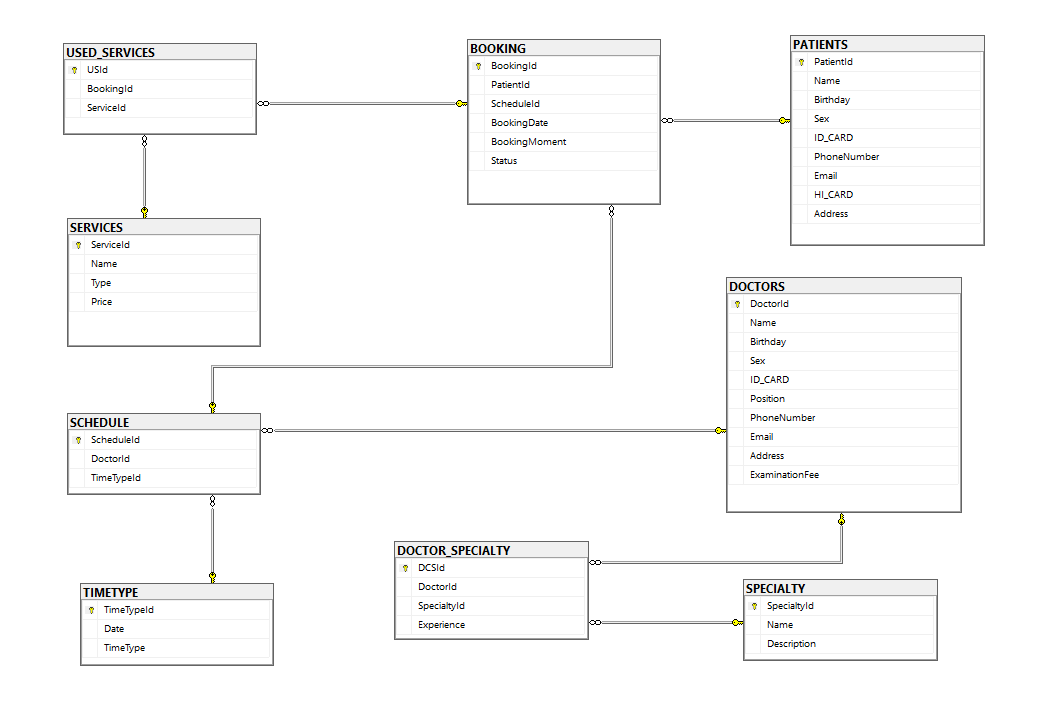 USED_SERVICES
USId
BookingId
ServiceId
BOOKING
BookingId
PatientId
ScheduleId
BookingDate
BookingMoment
Status
PATIENTS
PatientId
Name
Birthday
Sex
ID_CARD
PhoneNumber
Email
HI_CARD
Address
SERVICES
ServiceId
Name
Type
Price
DOCTORS
DoctorId
Name
Birthday
Sex
ID_CARD
Position
PhoneNumber
Email
Address
ExaminationFee
SCHEDULE
ScheduleId
DoctorId
TimeTypeId
DOCTOR_SPECIALTY
DCSId
DoctorId
SpecialtyId
Experience
TIMETYPE
TimeTypeId
Date
TimeType
SPECIALTY
SpecialtyId
Name
Description